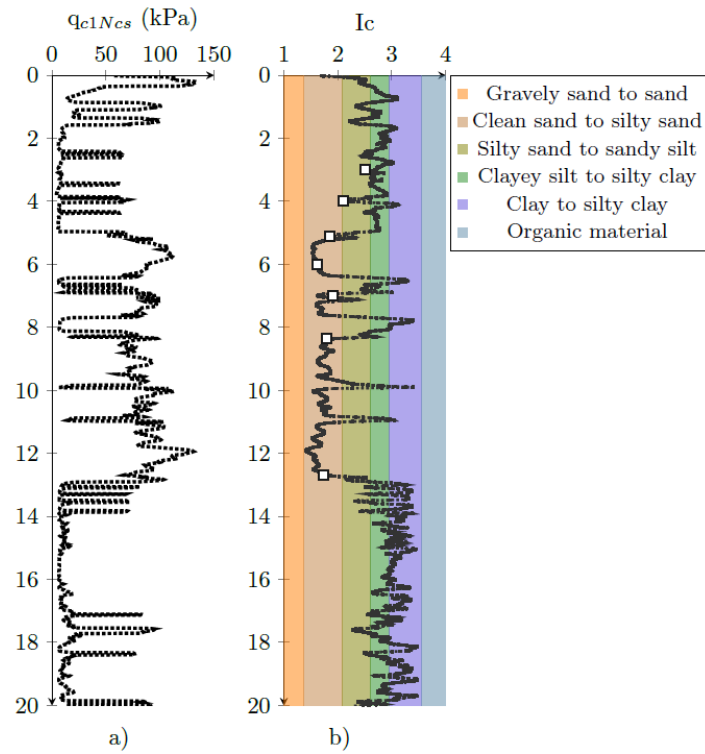 q_c1Ncs (kPa)
Ic
0 50 100 150
1 2 3 4
0
2
4
6
8
10
12
14
16
18
20
0
2
4
6
8
10
12
14
16
18
20
Gravely sand to sand
Clean sand to silty sand
Silty sand to sandy silt
Clayey silt to silty clay
Clay to silty clay
Organic material
a)
b)